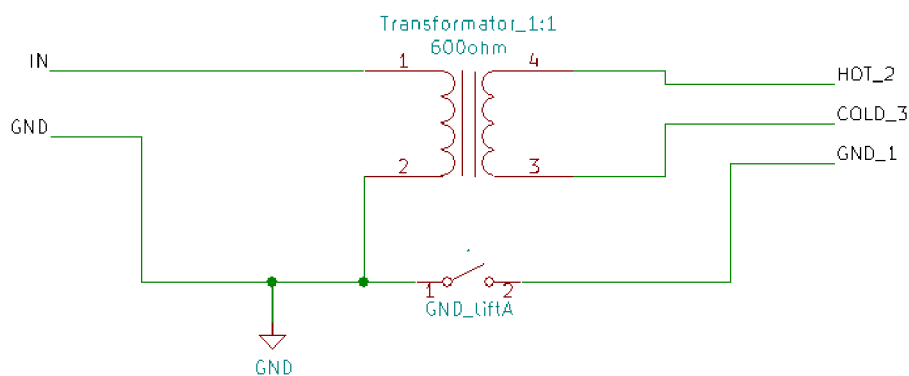 Transformator_1:1
600ohm
IN
1
4
HOT_2
COLD_3
GND
GND_1
2
3
1
2
GND_liftA
GND